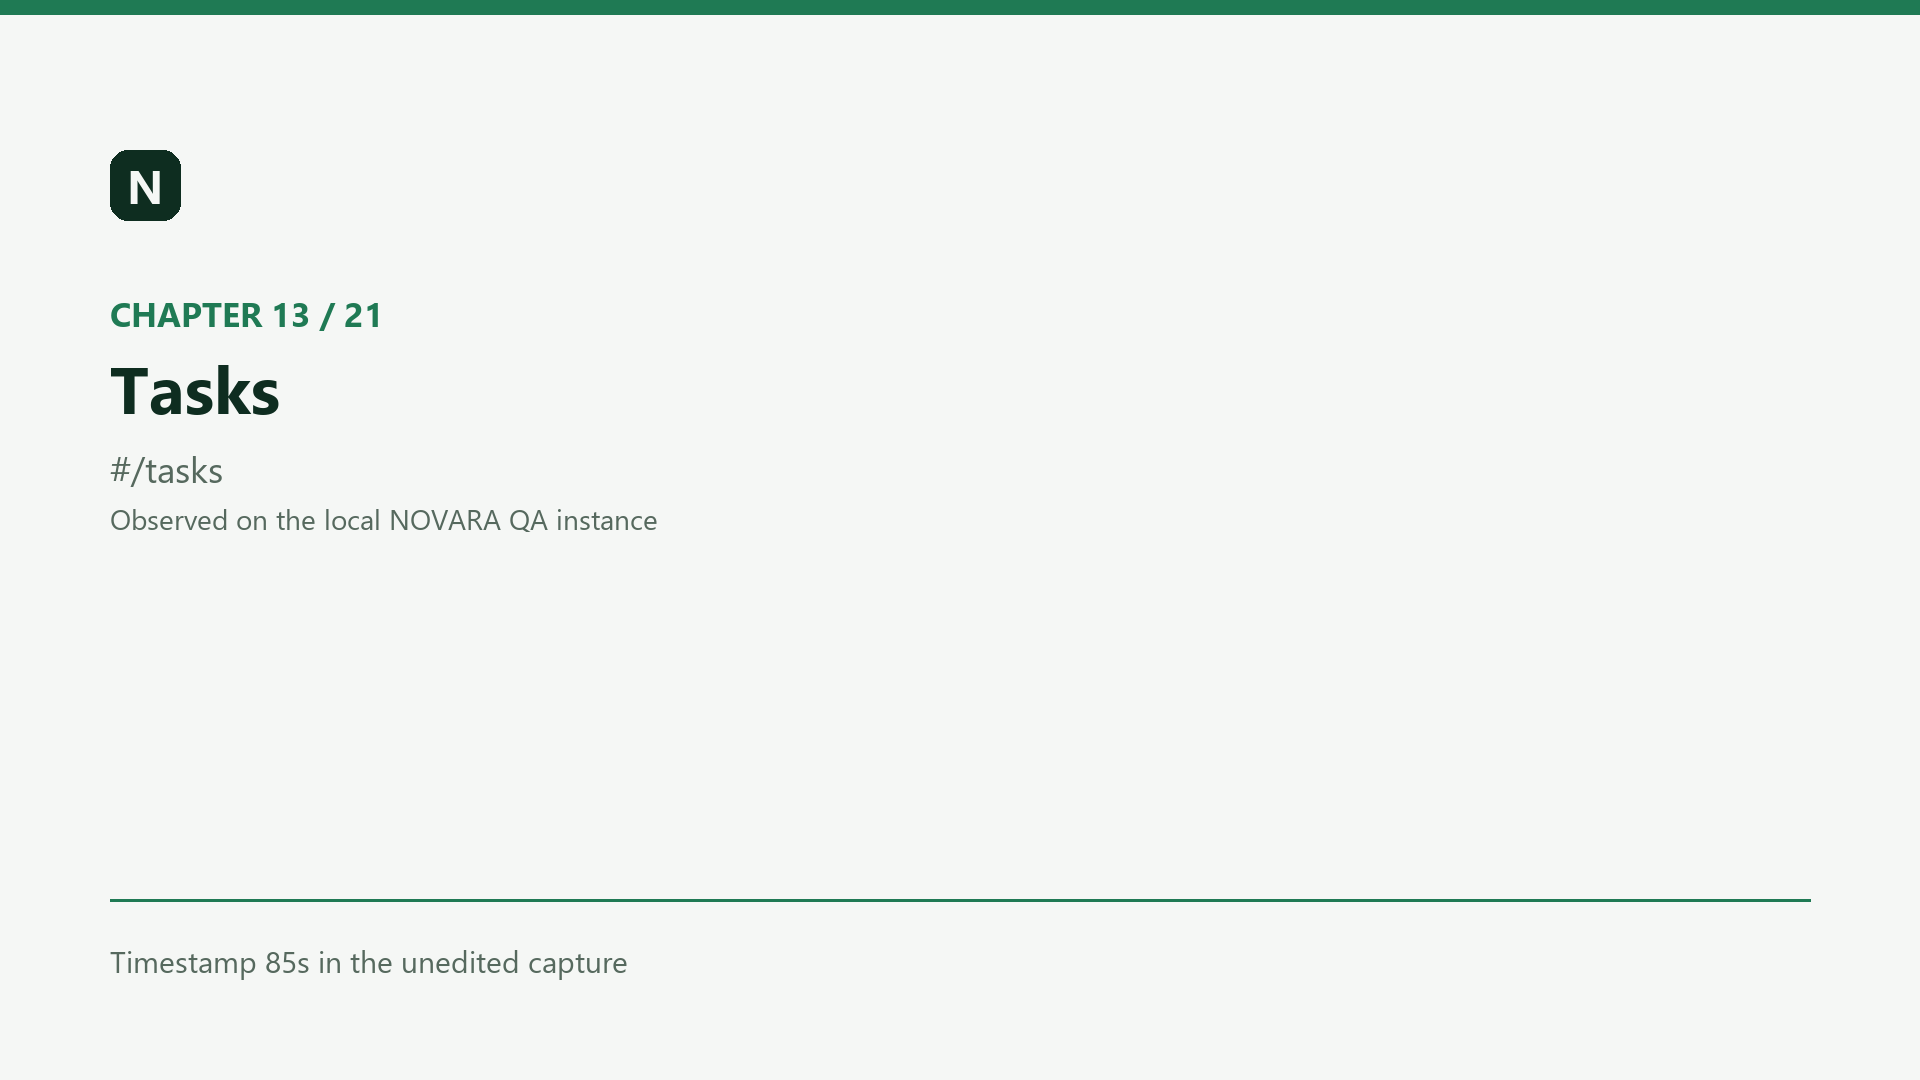 N
CHAPTER 13 / 21
Tasks
#/tasks
Observed on the local NOVARA QA instance
Timestamp 85s in the unedited capture